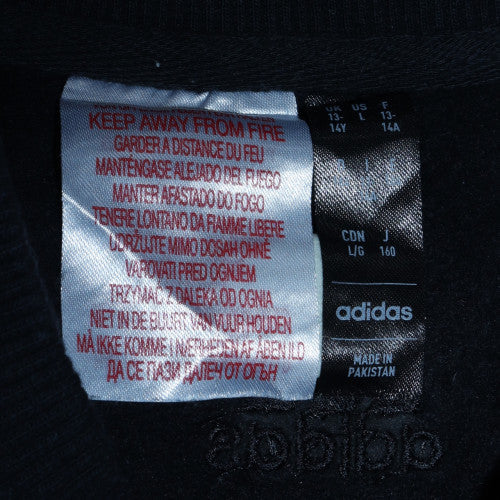 KEEP AWAY FROM FIRE
GARDER A DISTANCE DU FEU
MANTÉNGASE ALEJADO DEL FUEGO
MANTER AFASTADO DO FOGO
TENERE LONTANO DA FIAMME LIBERE
UDRŽUJTE MIMO DOSAH OHNĚ
VAROVATI PRED OGNJEM
TRZYMAĆ Z DALEKA OD OGNIA
NIET IN DE BUURT VAN VUUR HOUDEN
MÅ IKKE KOMME I NÆRHEDEN AF ÅBEN ILD
ДА СЕ ПАЗИ ДАЛЕЧ ОТ ОГЪН
UK US F
13- L 13-
14Y 14A
CDN J
L/G 160
adidas
MADE IN
PAKISTAN